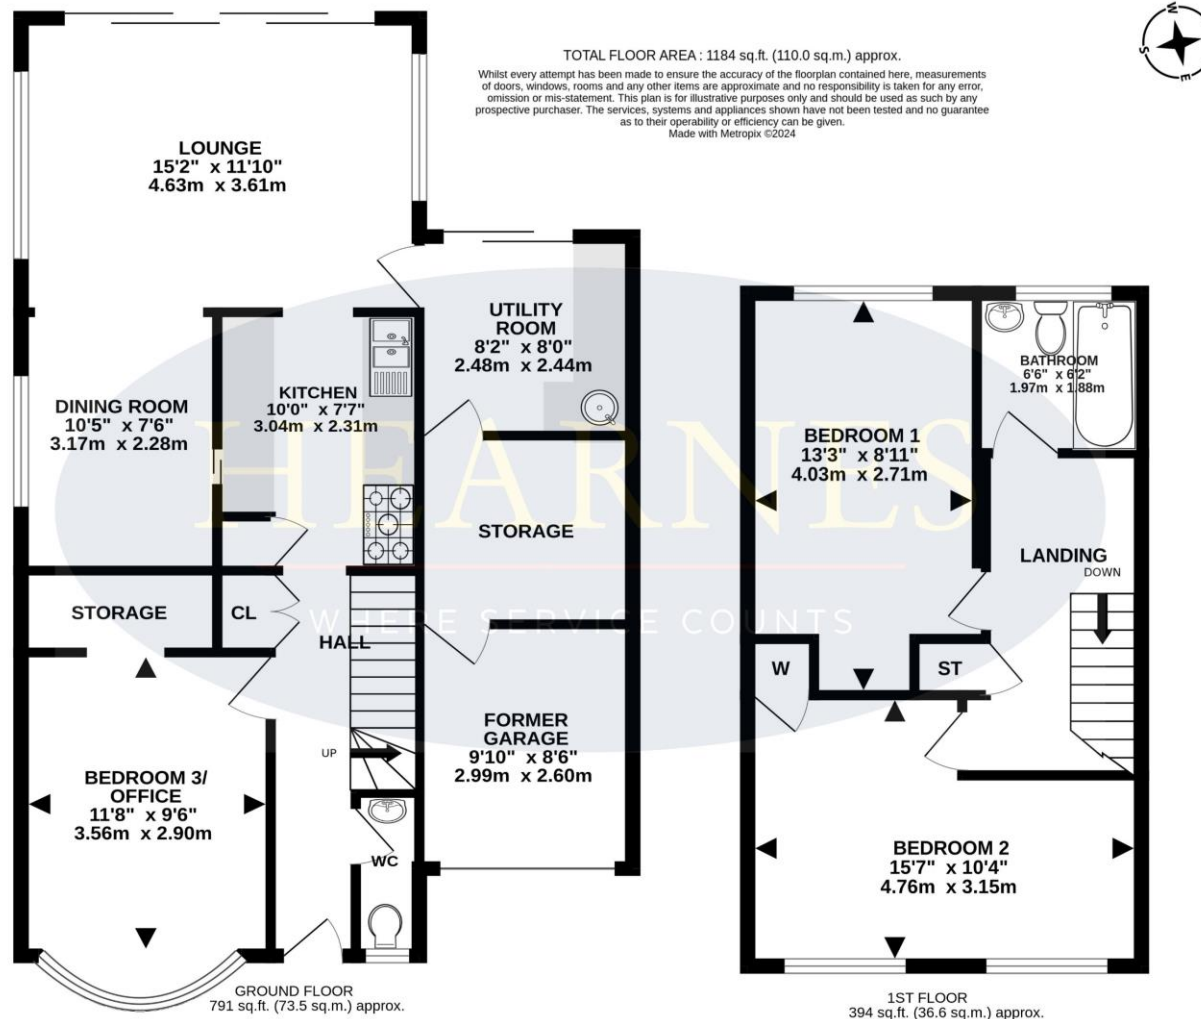 TOTAL FLOOR AREA : 1184 sq.ft. (110.0 sq.m.) approx.
Whilst every attempt has been made to ensure the accuracy of the floorplan contained here, measurements
of doors, windows, rooms and any other items are approximate and no responsibility is taken for any error,
omission or mis-statement. This plan is for illustrative purposes only and should be used as such by any
prospective purchaser. The services, systems and appliances shown have not been tested and no guarantee
as to their operability or efficiency can be given.
Made with Metropix ©2024
N
W
S
E
LOUNGE
15'2" x 11'10"
4.63m x 3.61m
UTILITY
ROOM
8'2" x 8'0"
2.48m x 2.44m
KITCHEN
10'0" x 7'7"
3.04m x 2.31m
DINING ROOM
10'5" x 7'6"
3.17m x 2.28m
STORAGE
STORAGE
CL
HALL
UP
FORMER
GARAGE
9'10" x 8'6"
2.99m x 2.60m
BEDROOM 3/
OFFICE
11'8" x 9'6"
3.56m x 2.90m
WC
GROUND FLOOR
791 sq.ft. (73.5 sq.m.) approx.
BATHROOM
6'6" x 6'2"
1.97m x 1.88m
BEDROOM 1
13'3" x 8'11"
4.03m x 2.71m
LANDING
DOWN
W
ST
BEDROOM 2
15'7" x 10'4"
4.76m x 3.15m
1ST FLOOR
394 sq.ft. (36.6 sq.m.) approx.
HEARNES
WHERE SERVICE COUNTS